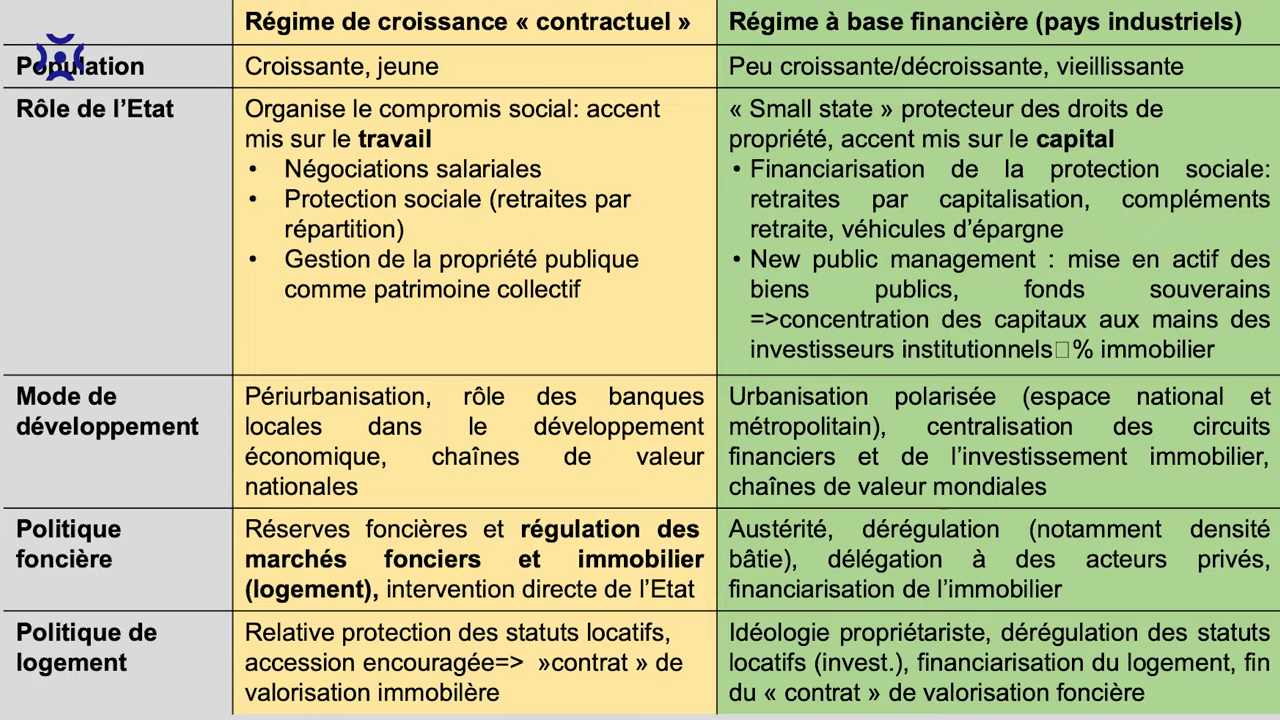 Régime de croissance « contractuel »
Régime à base financière (pays industriels)
Population
Croissante, jeune
Peu croissante/décroissante, vieillissante
Rôle de l’Etat
Organise le compromis social: accent
mis sur le travail
• Négociations salariales
• Protection sociale (retraites par
répartition)
• Gestion de la propriété publique
comme patrimoine collectif
« Small state » protecteur des droits de
propriété, accent mis sur le capital
• Financiarisation de la protection sociale:
retraites par capitalisation, compléments
retraite, véhicules d’épargne
• New public management : mise en actif des
biens publics, fonds souverains
=>concentration des capitaux aux mains des
investisseurs institutionnels□% immobilier
Mode de
développement
Périurbanisation, rôle des banques
locales dans le développement
économique, chaînes de valeur
nationales
Urbanisation polarisée (espace national et
métropolitain), centralisation des circuits
financiers et de l’investissement immobilier,
chaînes de valeur mondiales
Politique
foncière
Réserves foncières et régulation des
marchés fonciers et immobilier
(logement), intervention directe de l’Etat
Austérité, dérégulation (notamment densité
bâtie), délégation à des acteurs privés,
financiarisation de l’immobilier
Politique de
logement
Relative protection des statuts locatifs,
accession encouragée=> »contrat » de
valorisation immobilère
Idéologie propriétariste, dérégulation des statuts
locatifs (invest.), financiarisation du logement, fin
du « contrat » de valorisation foncière